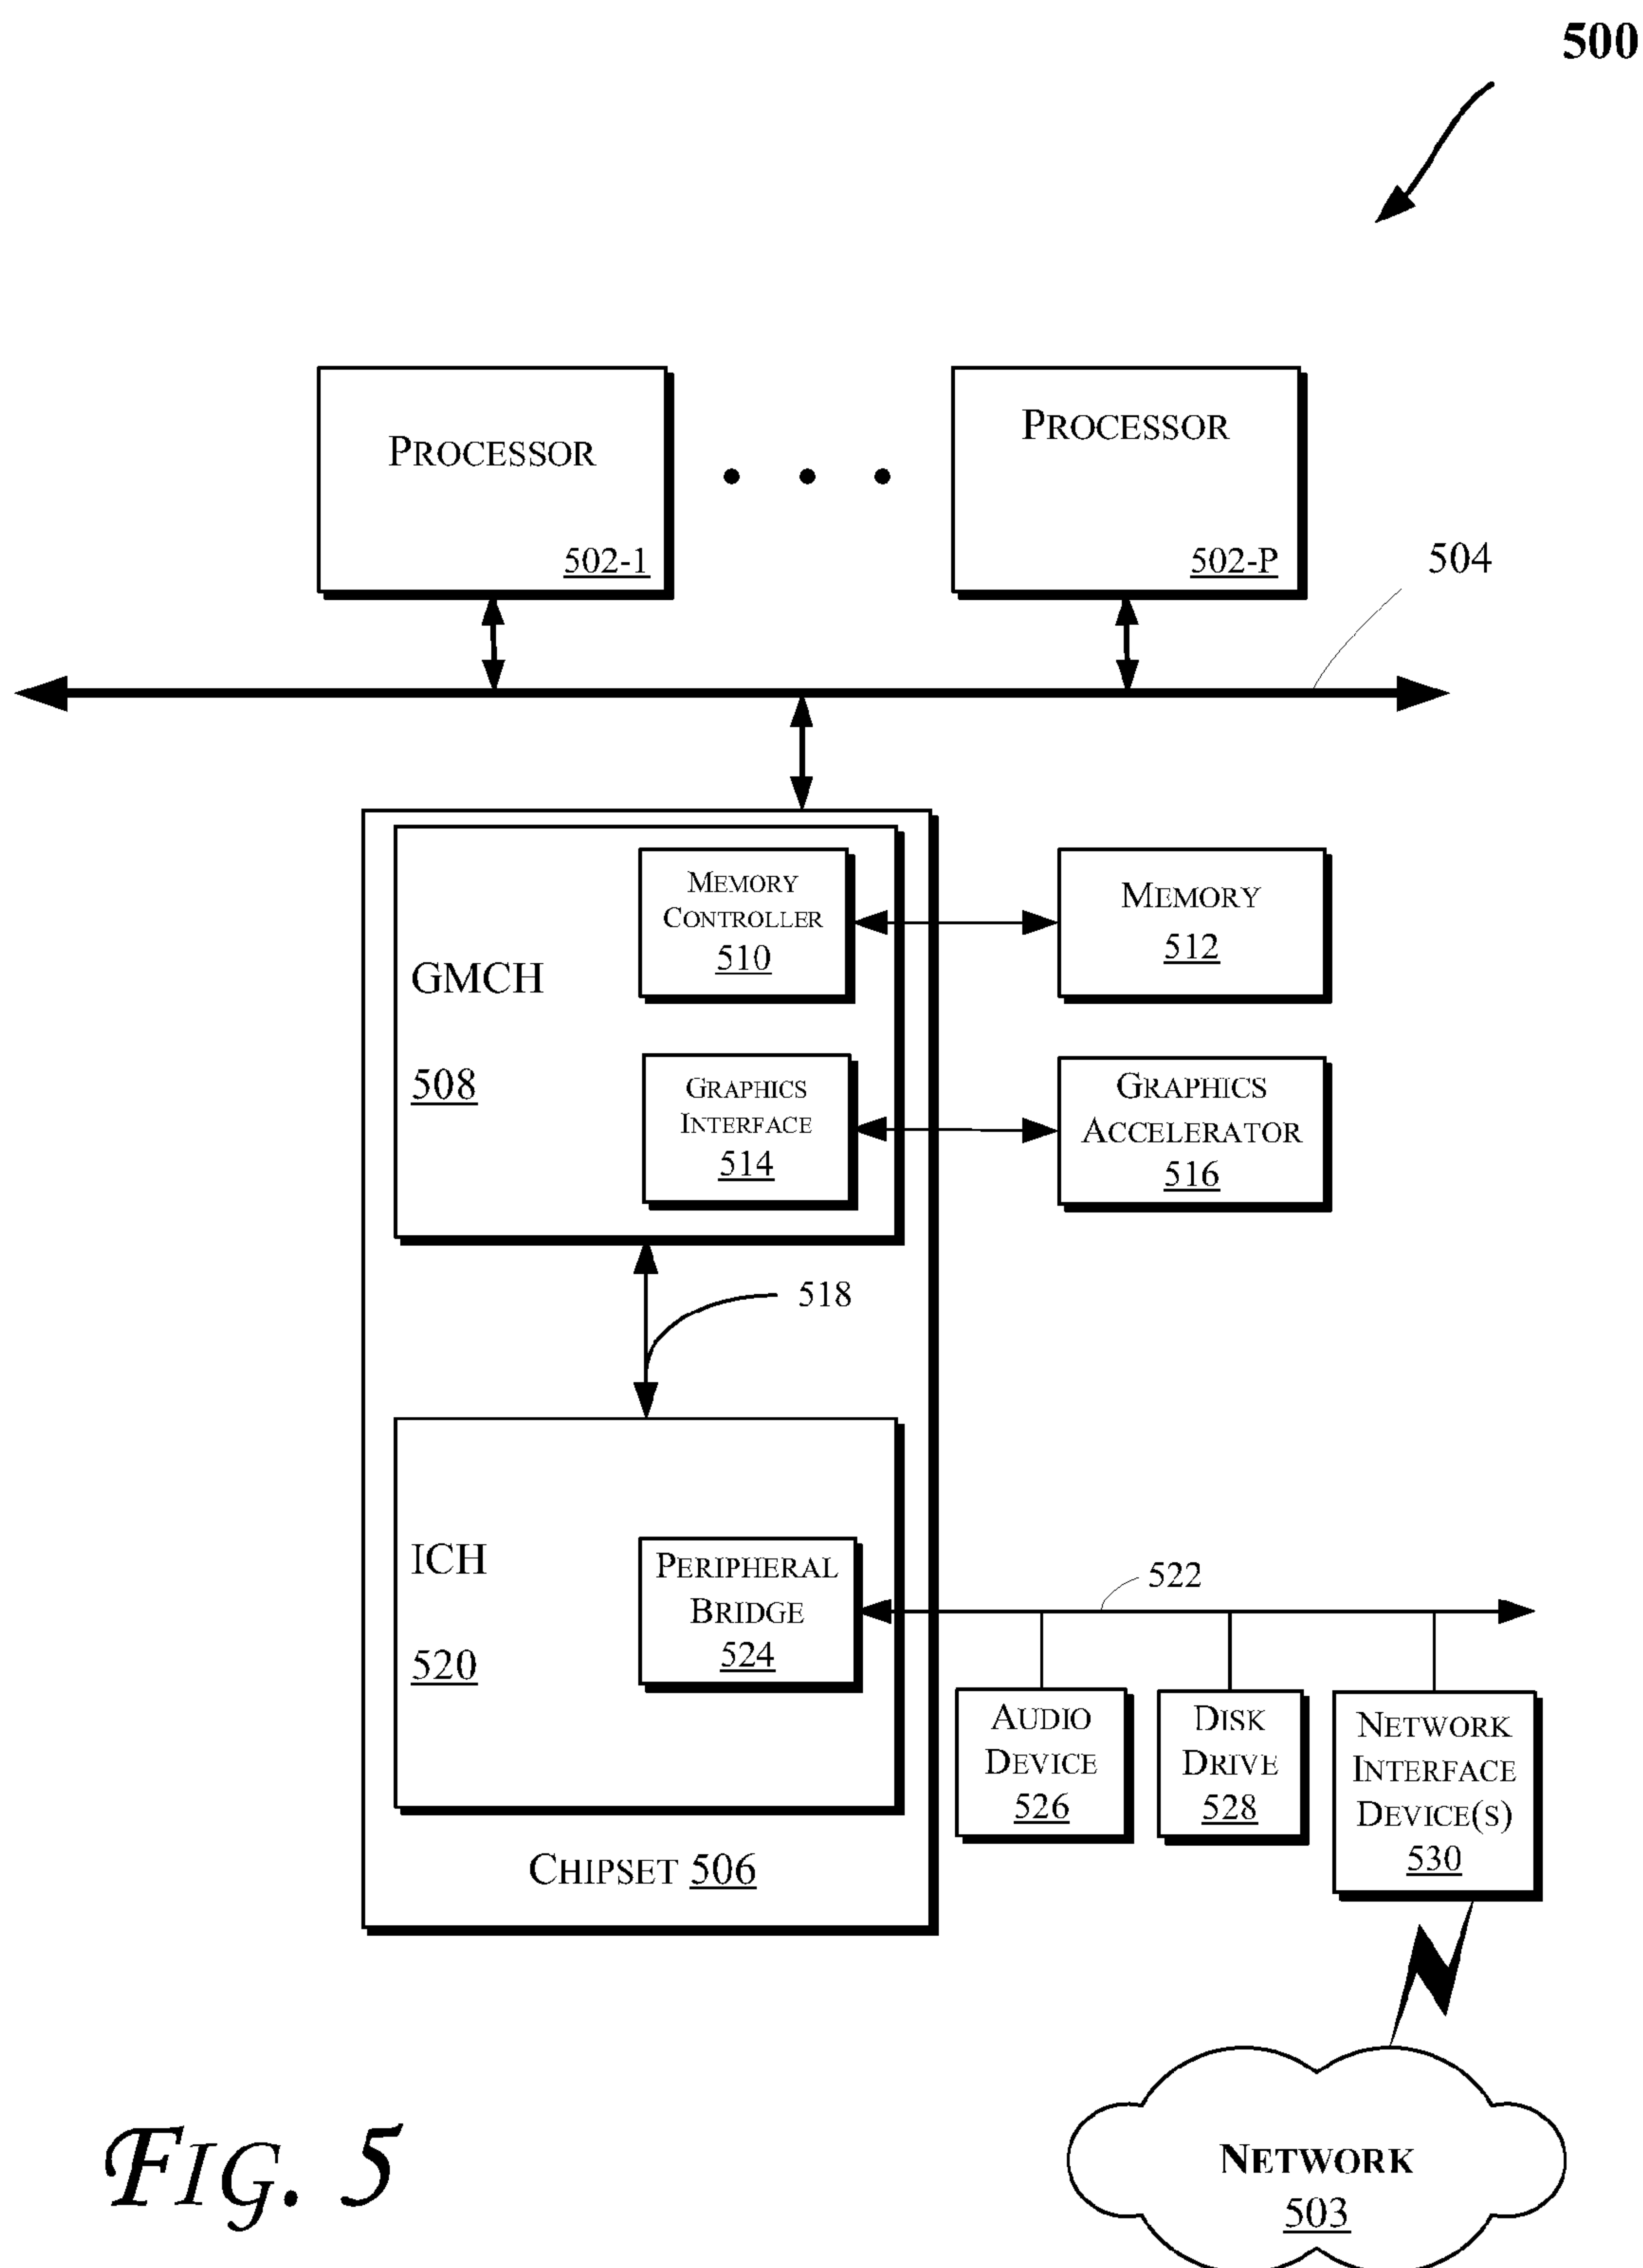 500
PROCESSOR
502-1
PROCESSOR
502-P
504
MEMORY
CONTROLLER
510
MEMORY
512
GMCH
508
GRAPHICS
INTERFACE
514
GRAPHICS
ACCELERATOR
516
518
ICH
520
PERIPHERAL
BRIDGE
524
522
AUDIO
DEVICE
526
DISK
DRIVE
528
NETWORK
INTERFACE
DEVICE(S)
530
CHIPSET 506
NETWORK
503
FIG. 5